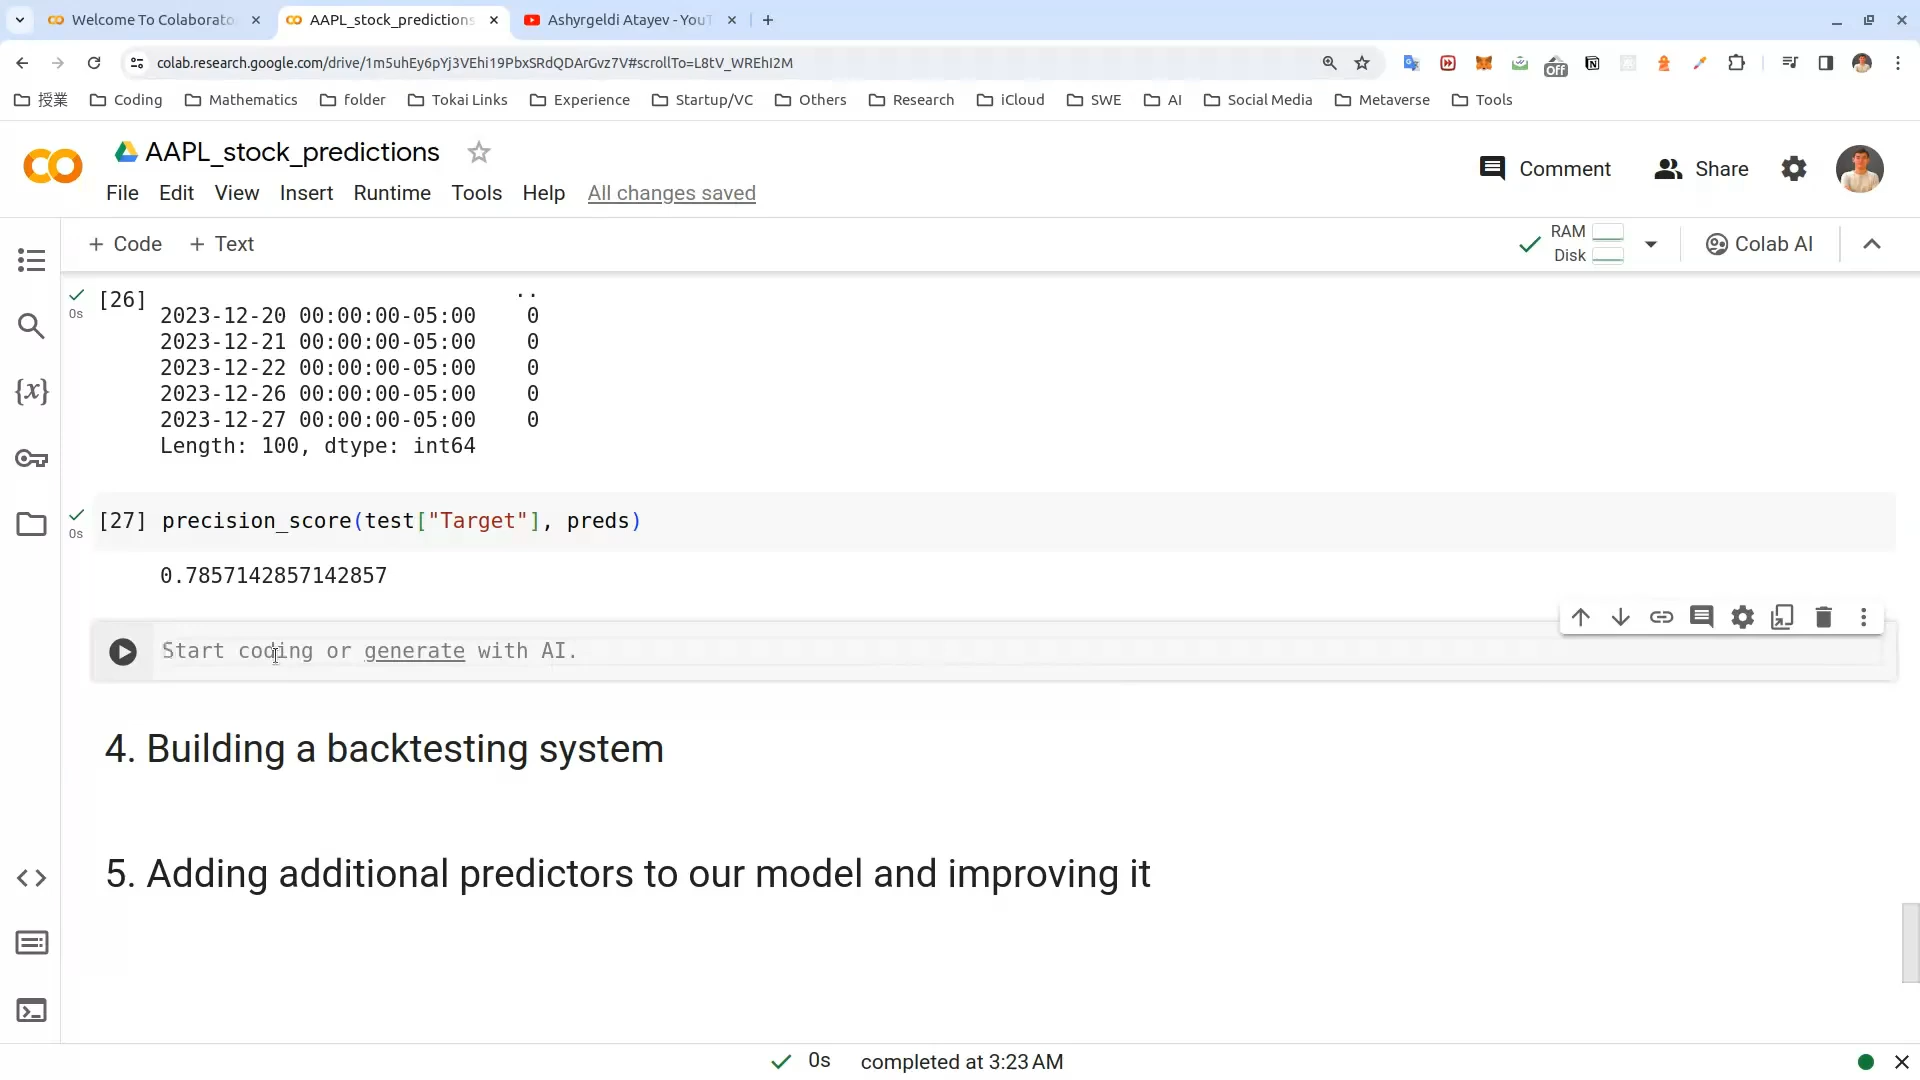 Welcome To Colaborato
AAPL_stock_predictions
Ashyrgeldi Atayev - YouT
colab.research.google.com/drive/1m5uhEy6pYj3VEhi19PbxSRdQDArGvz7V#scrollTo=L8tV_WREhI2M
Off
授業
Coding
Mathematics
folder
Tokai Links
Experience
Startup/VC
Others
Research
iCloud
SWE
AI
Social Media
Metaverse
Tools
AAPL_stock_predictions
Comment
Share
File Edit View Insert Runtime Tools Help All changes saved
+ Code + Text
RAM
Disk
Colab AI
[26] ..
0s
2023-12-20 00:00:00-05:00 0
2023-12-21 00:00:00-05:00 0
2023-12-22 00:00:00-05:00 0
2023-12-26 00:00:00-05:00 0
2023-12-27 00:00:00-05:00 0
Length: 100, dtype: int64
[27] precision_score(test["Target"], preds)
0s
0.7857142857142857
Start coding or generate with AI.
4. Building a backtesting system
5. Adding additional predictors to our model and improving it
0s completed at 3:23 AM